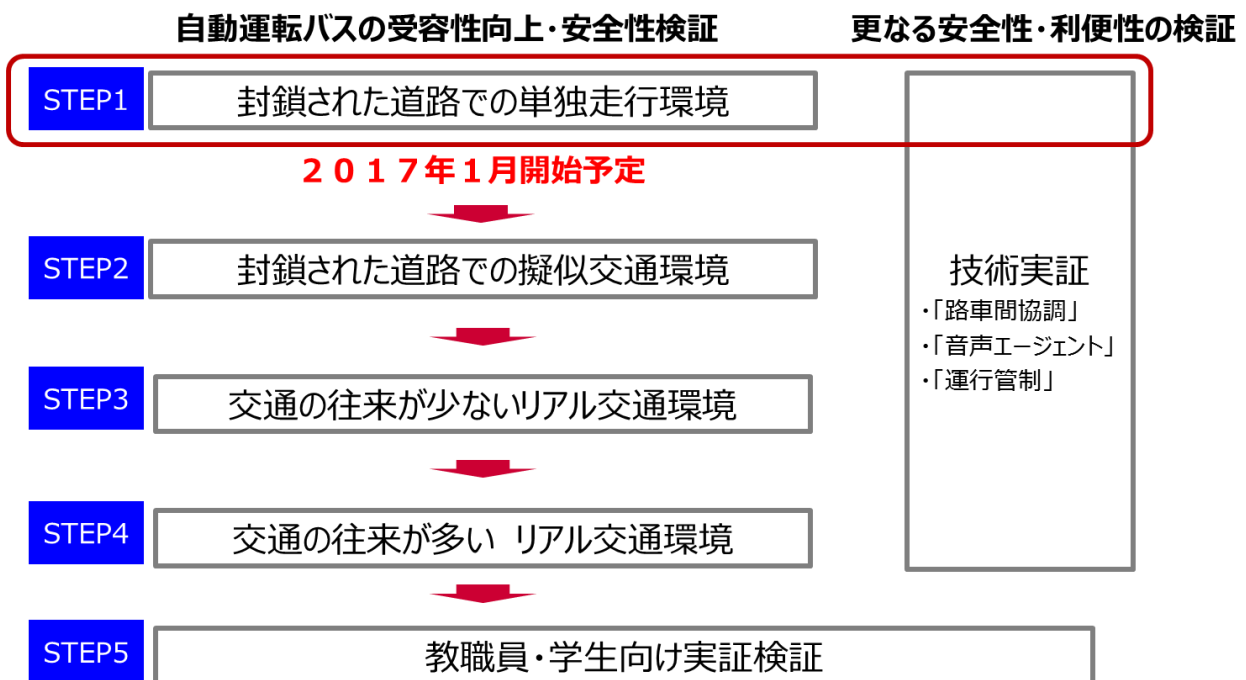 自動運転バスの受容性向上・安全性検証
更なる安全性・利便性の検証
STEP1
封鎖された道路での単独走行環境
２０１７年１月開始予定
STEP2
封鎖された道路での擬似交通環境
技術実証
・「路車間協調」
・「音声エージェント」
・「運行管制」
STEP3
交通の往来が少ないリアル交通環境
STEP4
交通の往来が多い リアル交通環境
STEP5
教職員・学生向け実証検証